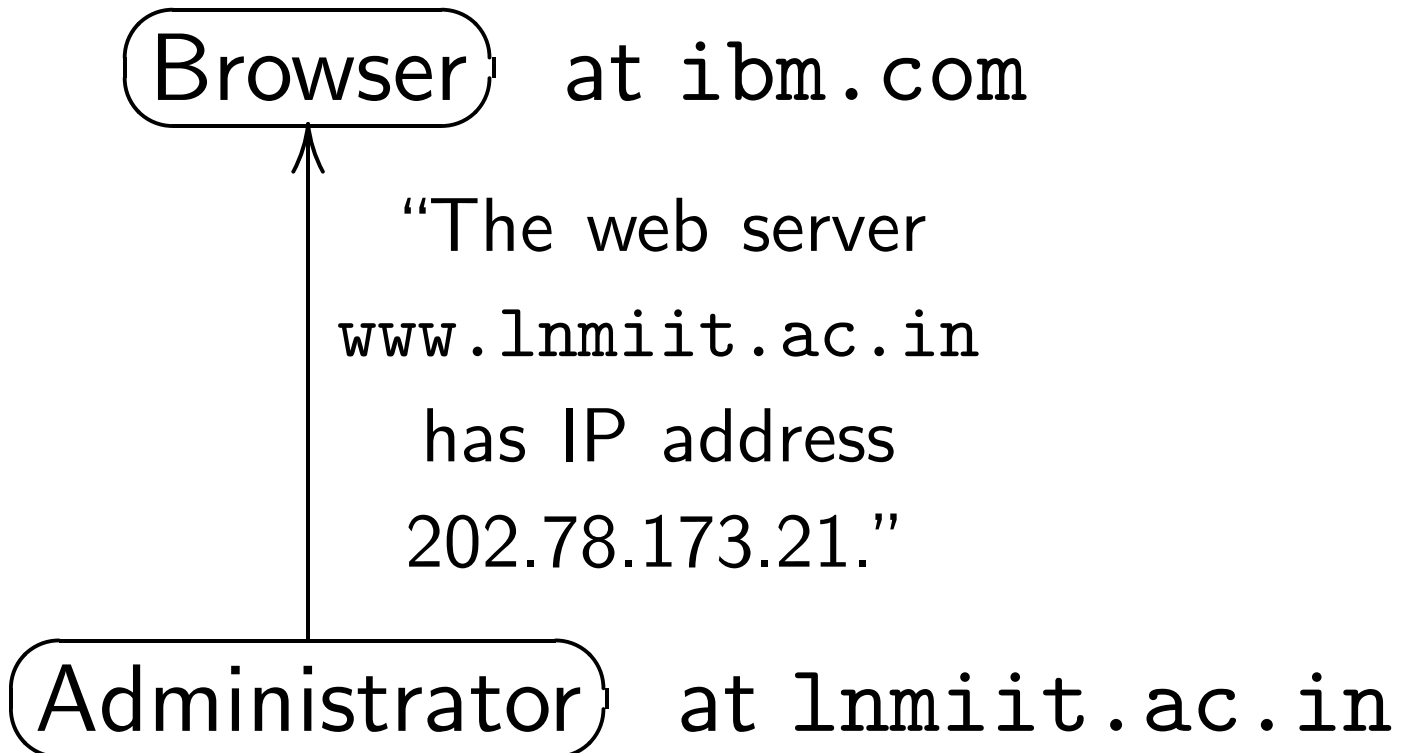 Browser at ibm.com
“The web server
www.lnmiit.ac.in
has IP address
202.78.173.21.”
Administrator at lnmiit.ac.in